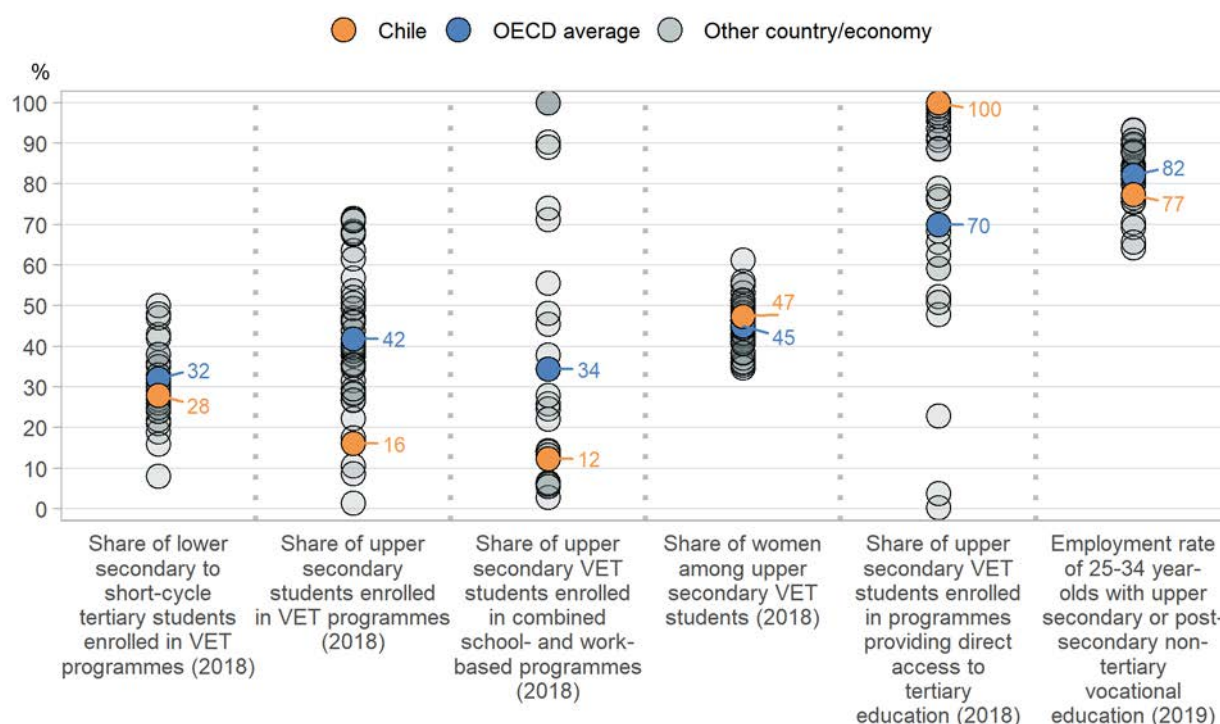 Chile OECD average Other country/economy
%
100
90
80
70
60
50
40
30
20
10
0
32
28
42
16
34
12
47
45
100
70
82
77
Share of lower
secondary to
short-cycle
tertiary students
enrolled in VET
programmes (2018)
Share of upper
secondary
students enrolled
in VET programmes
(2018)
Share of upper
secondary VET
students enrolled
in combined
school- and work-
based programmes
(2018)
Share of women
among upper
secondary VET
students (2018)
Share of upper
secondary VET
students enrolled
in programmes
providing direct
access to
tertiary
education (2018)
Employment rate
of 25-34 year-
olds with upper
secondary or post-
secondary non-
tertiary
vocational
education (2019)